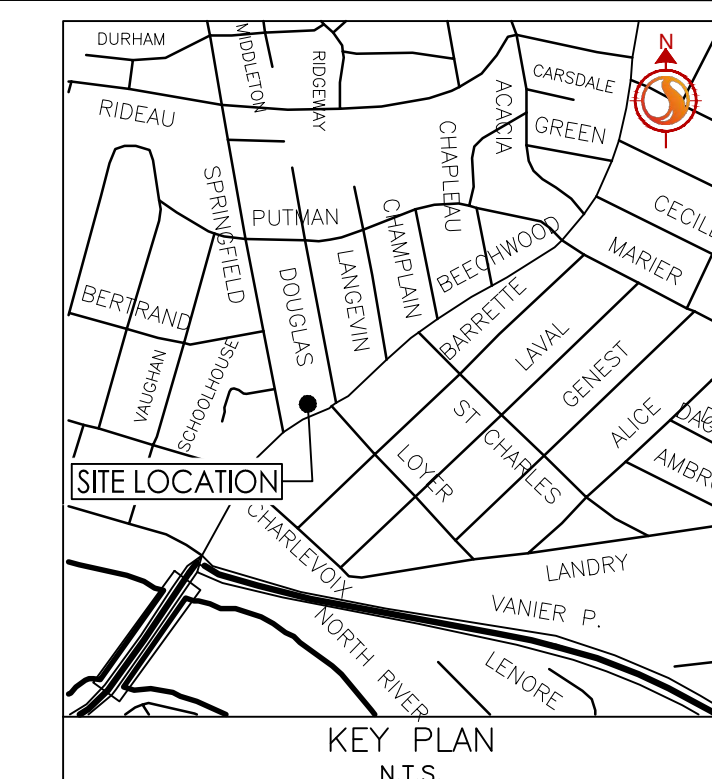 N
DURHAM
MIDDLETON
RIDGEWAY
CARSDALE
RIDEAU
ACACIA
GREEN
CHAPLEAU
SPRINGFIELD
PUTMAN
CHAMPLAIN
BEECHWOOD
MARIER
DOUGLAS
LANGEVIN
BERTRAND
BARRETTE
LAVAL
VAUGHAN
SCHOOLHOUSE
GENEST
ALICE
ST CHARLES
LOYER
SITE LOCATION
CHARLEVOIX
LANDRY
VANIER P.
NORTH RIVER
LENORE
KEY PLAN
N.T.S.